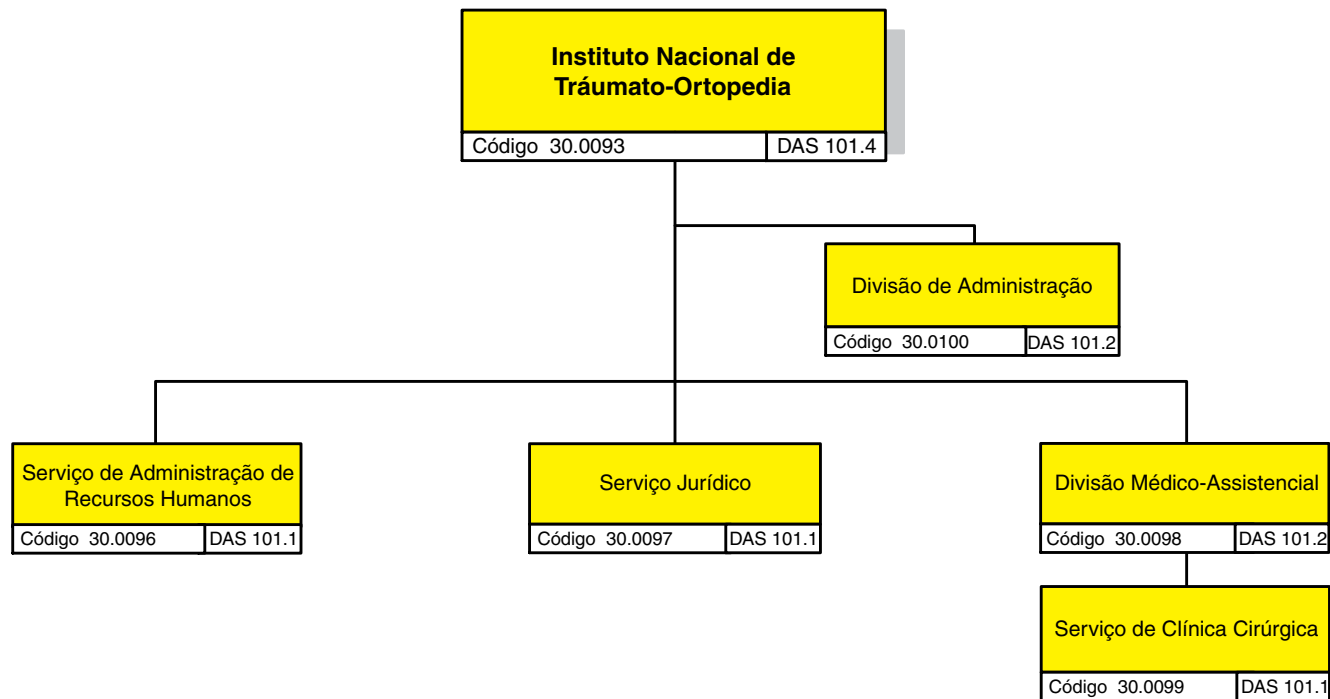 Instituto Nacional de
Tráumato-Ortopedia
Código 30.0093 DAS 101.4
Divisão de Administração
Código 30.0100 DAS 101.2
Serviço de Administração de
Recursos Humanos
Código 30.0096 DAS 101.1
Serviço Jurídico
Código 30.0097 DAS 101.1
Divisão Médico-Assistencial
Código 30.0098 DAS 101.2
Serviço de Clínica Cirúrgica
Código 30.0099 DAS 101.1